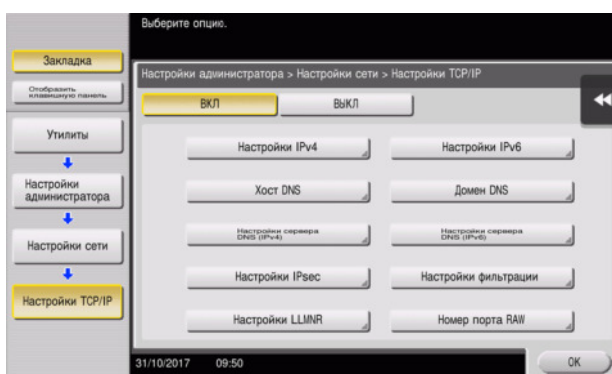 Выберите опцию.
Закладка
Отобразить
клавишную панель
Утилиты
Настройки
администратора
Настройки сети
Настройки TCP/IP
Настройки администратора > Настройки сети > Настройки TCP/IP
ВКЛ ВЫКЛ
Настройки IPv4 Настройки IPv6
Хост DNS Домен DNS
Настройки сервера
DNS (IPv4)
Настройки сервера
DNS (IPv6)
Настройки IPsec Настройки фильтрации
Настройки LLMNR Номер порта RAW
31/10/2017 09:50
OK